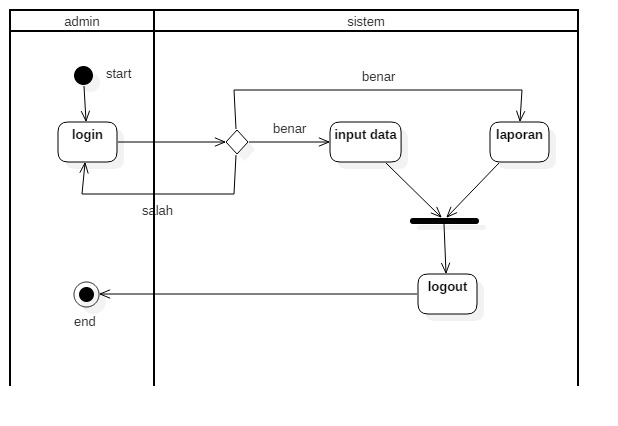 admin
sistem
start
benar
login
benar
input data
laporan
salah
logout
end